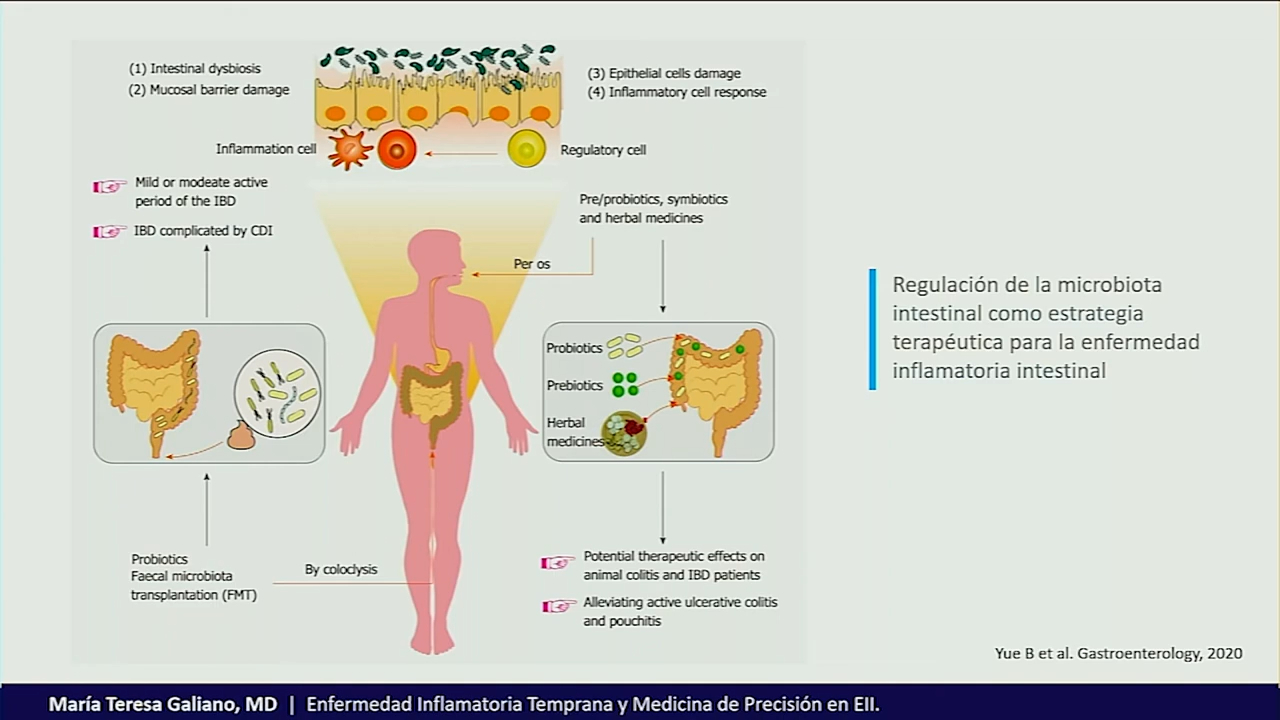 (1) Intestinal dysbiosis
(2) Mucosal barrier damage
(3) Epithelial cells damage
(4) Inflammatory cell response
Inflammation cell
Regulatory cell
Mild or modeate active
period of the IBD
IBD complicated by CDI
Pre/probiotics, symbiotics
and herbal medicines
Per os
Probiotics
Prebiotics
Herbal
medicines
Probiotics
Faecal microbiota
transplantation (FMT)
By coloclysis
Potential therapeutic effects on
animal colitis and IBD patients
Alleviating active ulcerative colitis
and pouchitis
Regulación de la microbiota
intestinal como estrategia
terapéutica para la enfermedad
inflamatoria intestinal
Yue B et al. Gastroenterology, 2020
María Teresa Galiano, MD | Enfermedad Inflamatoria Temprana y Medicina de Precisión en EII.